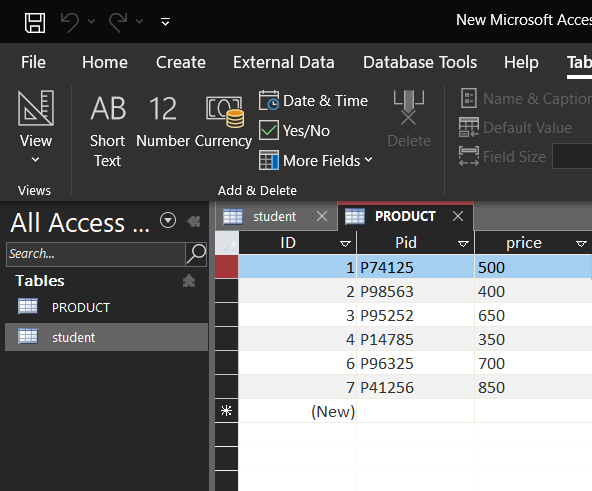 New Microsoft Acces
File Home Create External Data Database Tools Help Tab
View
Views
AB
Short Text
12
Number
Currency
Date & Time
Yes/No
More Fields
Delete
Add & Delete
Name & Caption
Default Value
Field Size
All Access ...
Search...
Tables
PRODUCT
student
student PRODUCT
ID Pid price
1 P74125 500
2 P98563 400
3 P95252 650
4 P14785 350
6 P96325 700
7 P41256 850
(New)